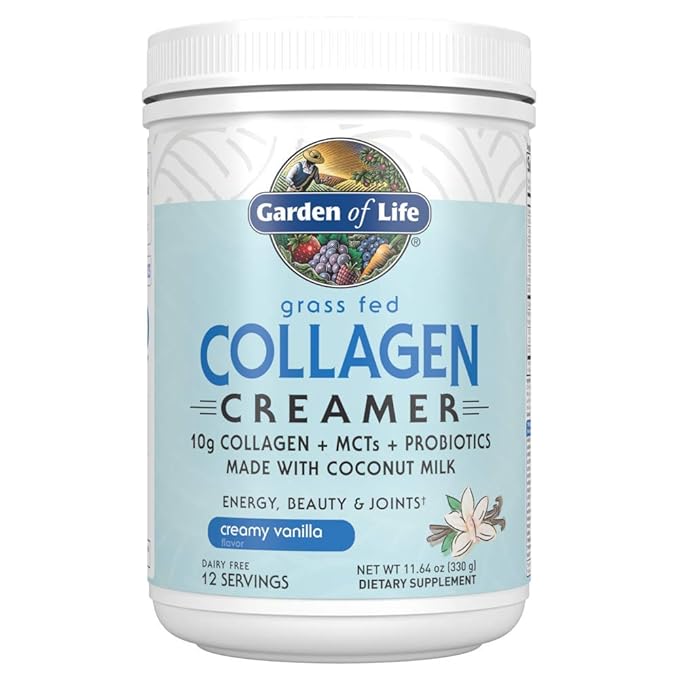 Garden of Life®
grass fed
COLLAGEN
CREAMER
10g COLLAGEN + MCTs + PROBIOTICS
MADE WITH COCONUT MILK
ENERGY, BEAUTY & JOINTS†
creamy vanilla
flavor
DAIRY FREE
12 SERVINGS
NET WT 11.64 oz (330 g)
DIETARY SUPPLEMENT